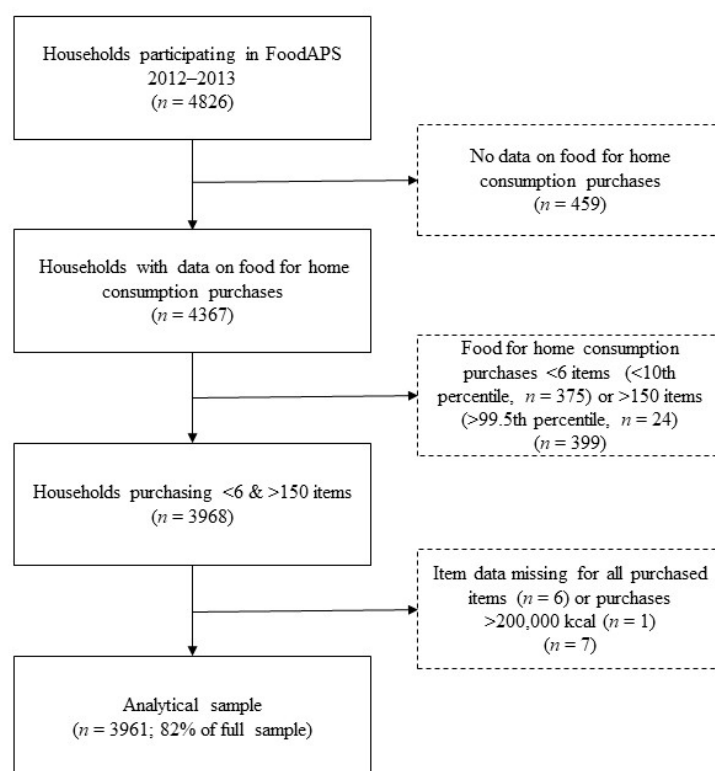 Households participating in FoodAPS
2012–2013
(n = 4826)
No data on food for home
consumption purchases
(n = 459)
Households with data on food for home
consumption purchases
(n = 4367)
Food for home consumption
purchases <6 items (<10th
percentile, n = 375) or >150 items
(>99.5th percentile, n = 24)
(n = 399)
Households purchasing <6 & >150 items
(n = 3968)
Item data missing for all purchased
items (n = 6) or purchases
>200,000 kcal (n = 1)
(n = 7)
Analytical sample
(n = 3961; 82% of full sample)